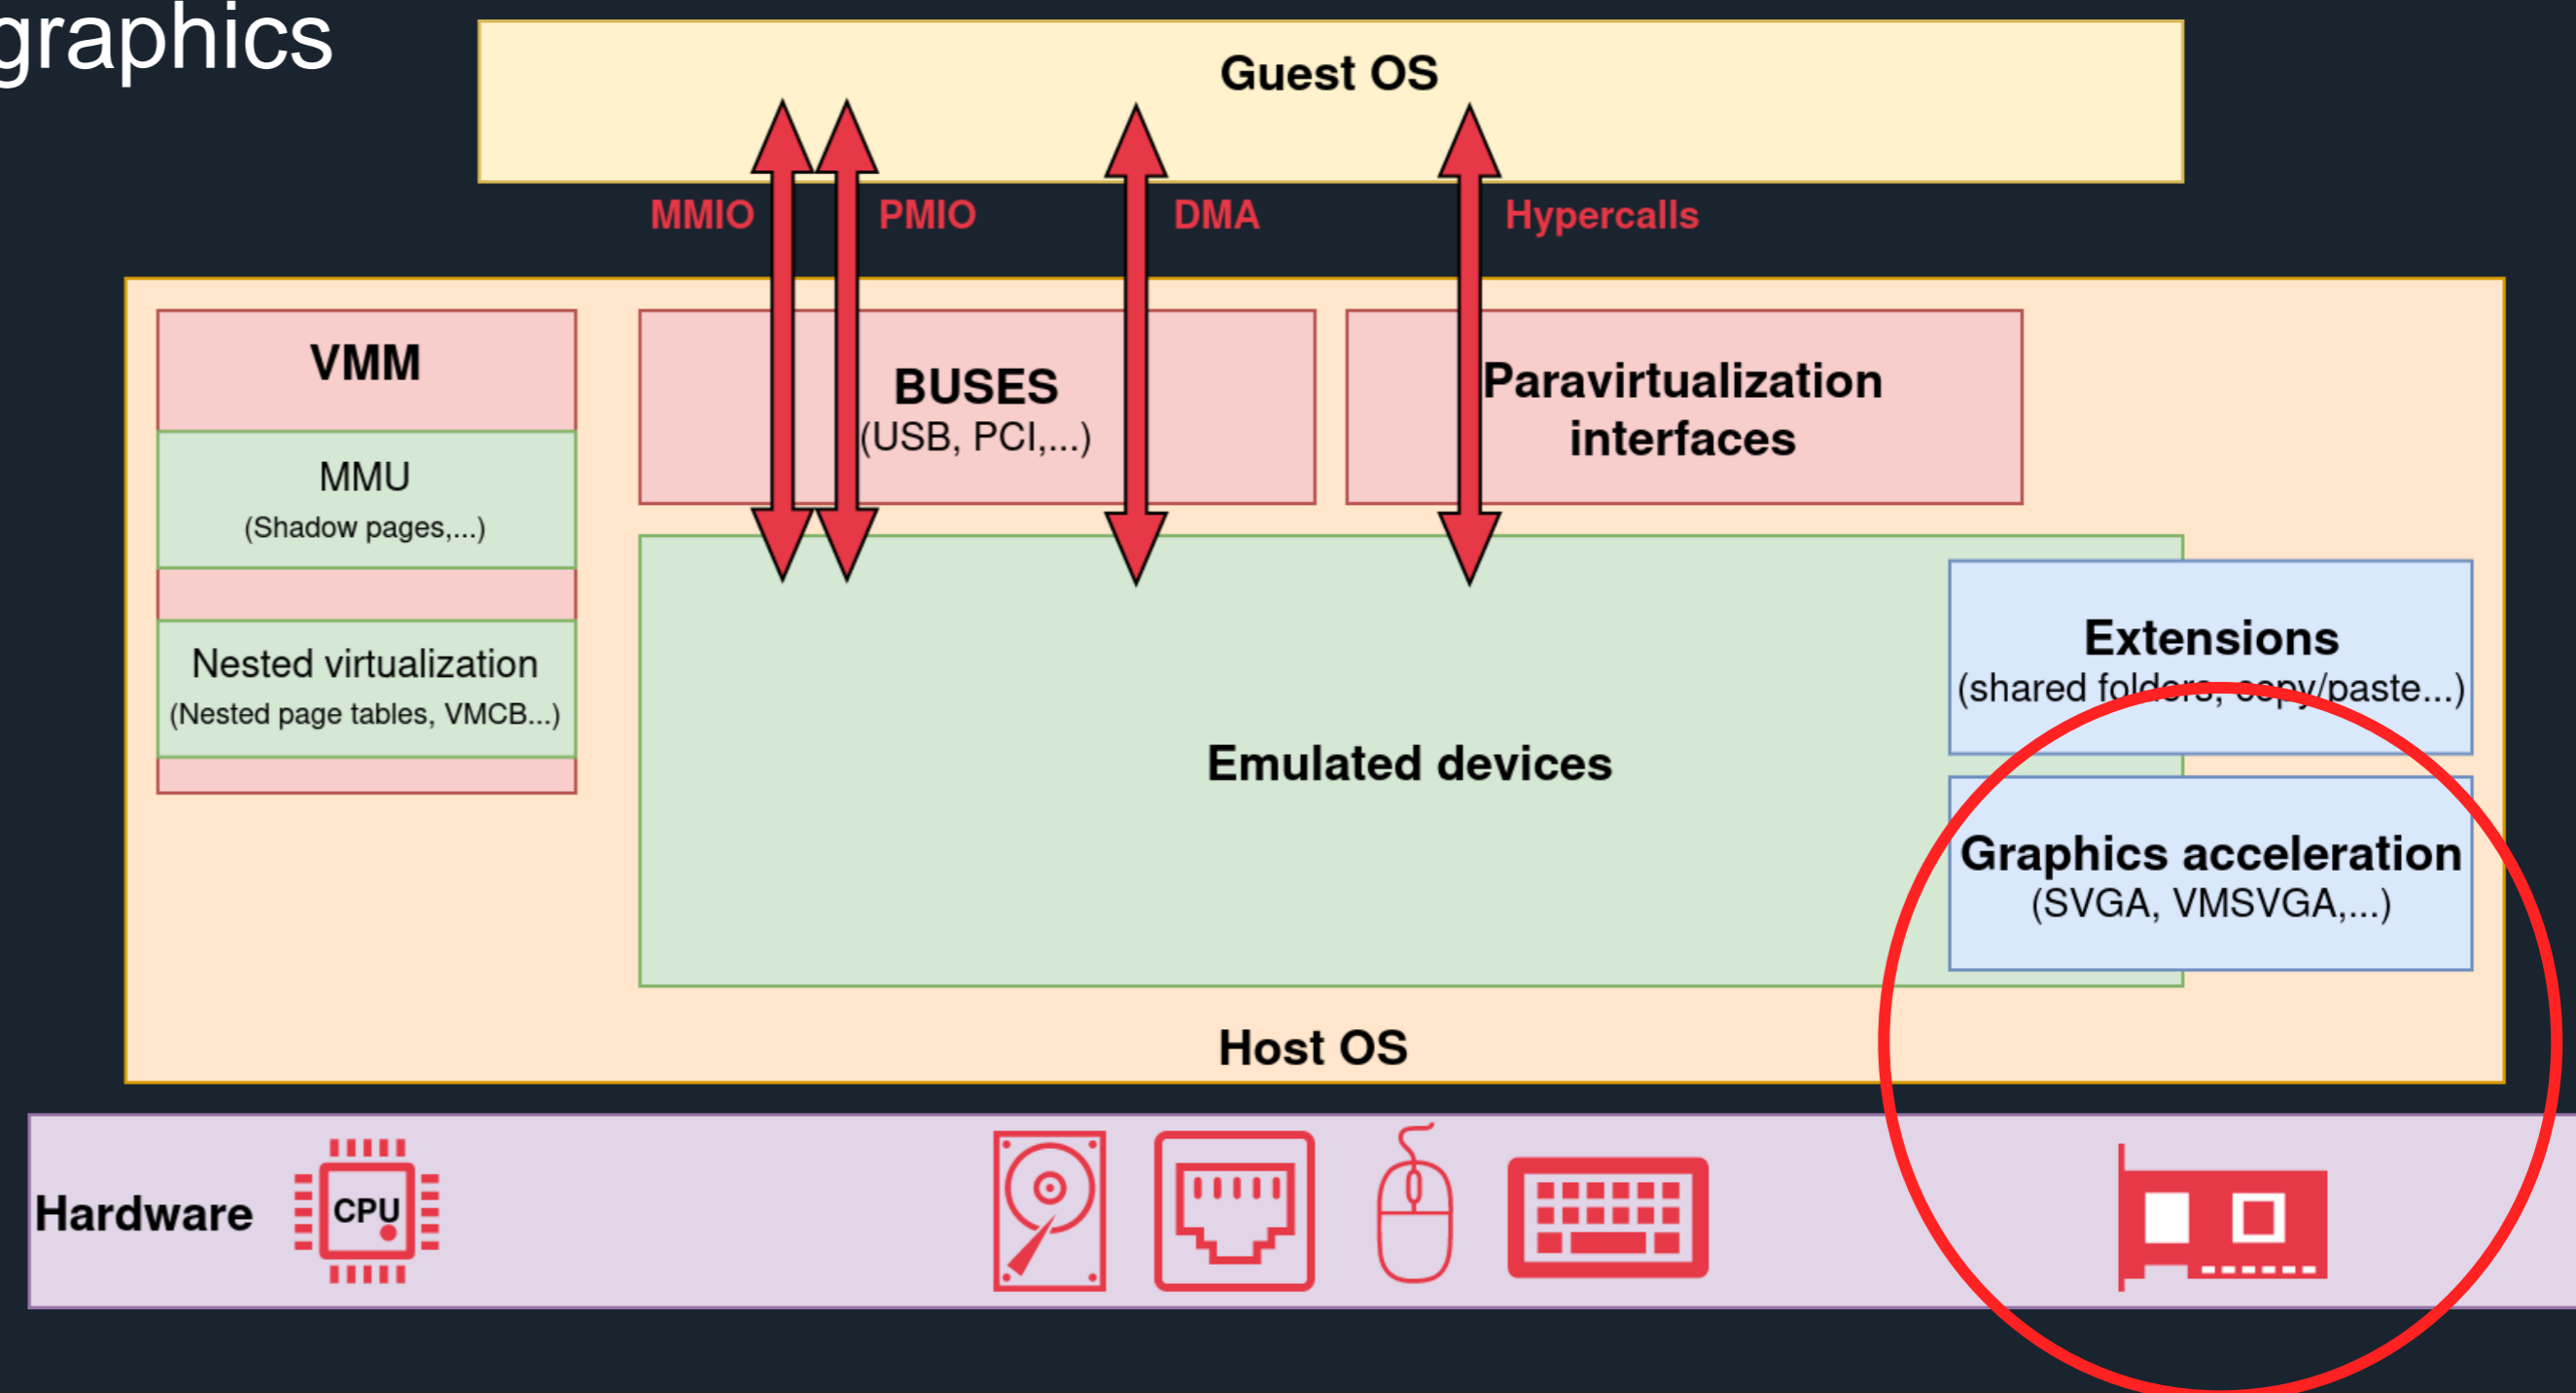 graphics
Guest OS
MMIO
PMIO
DMA
Hypercalls
VMM
MMU
(Shadow pages,...)
Nested virtualization
(Nested page tables, VMCB...)
BUSES
(USB, PCI,...)
Paravirtualization
interfaces
Emulated devices
Extensions
(shared folders, copy/paste...)
Graphics acceleration
(SVGA, VMSVGA,...)
Host OS
Hardware
CPU